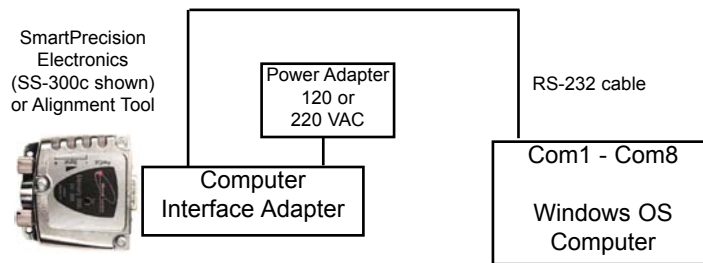 SmartPrecision
Electronics
(SS-300c shown)
or Alignment Tool
Power Adapter
120 or
220 VAC
RS-232 cable
Computer
Interface Adapter
Com1 - Com8
Windows OS
Computer